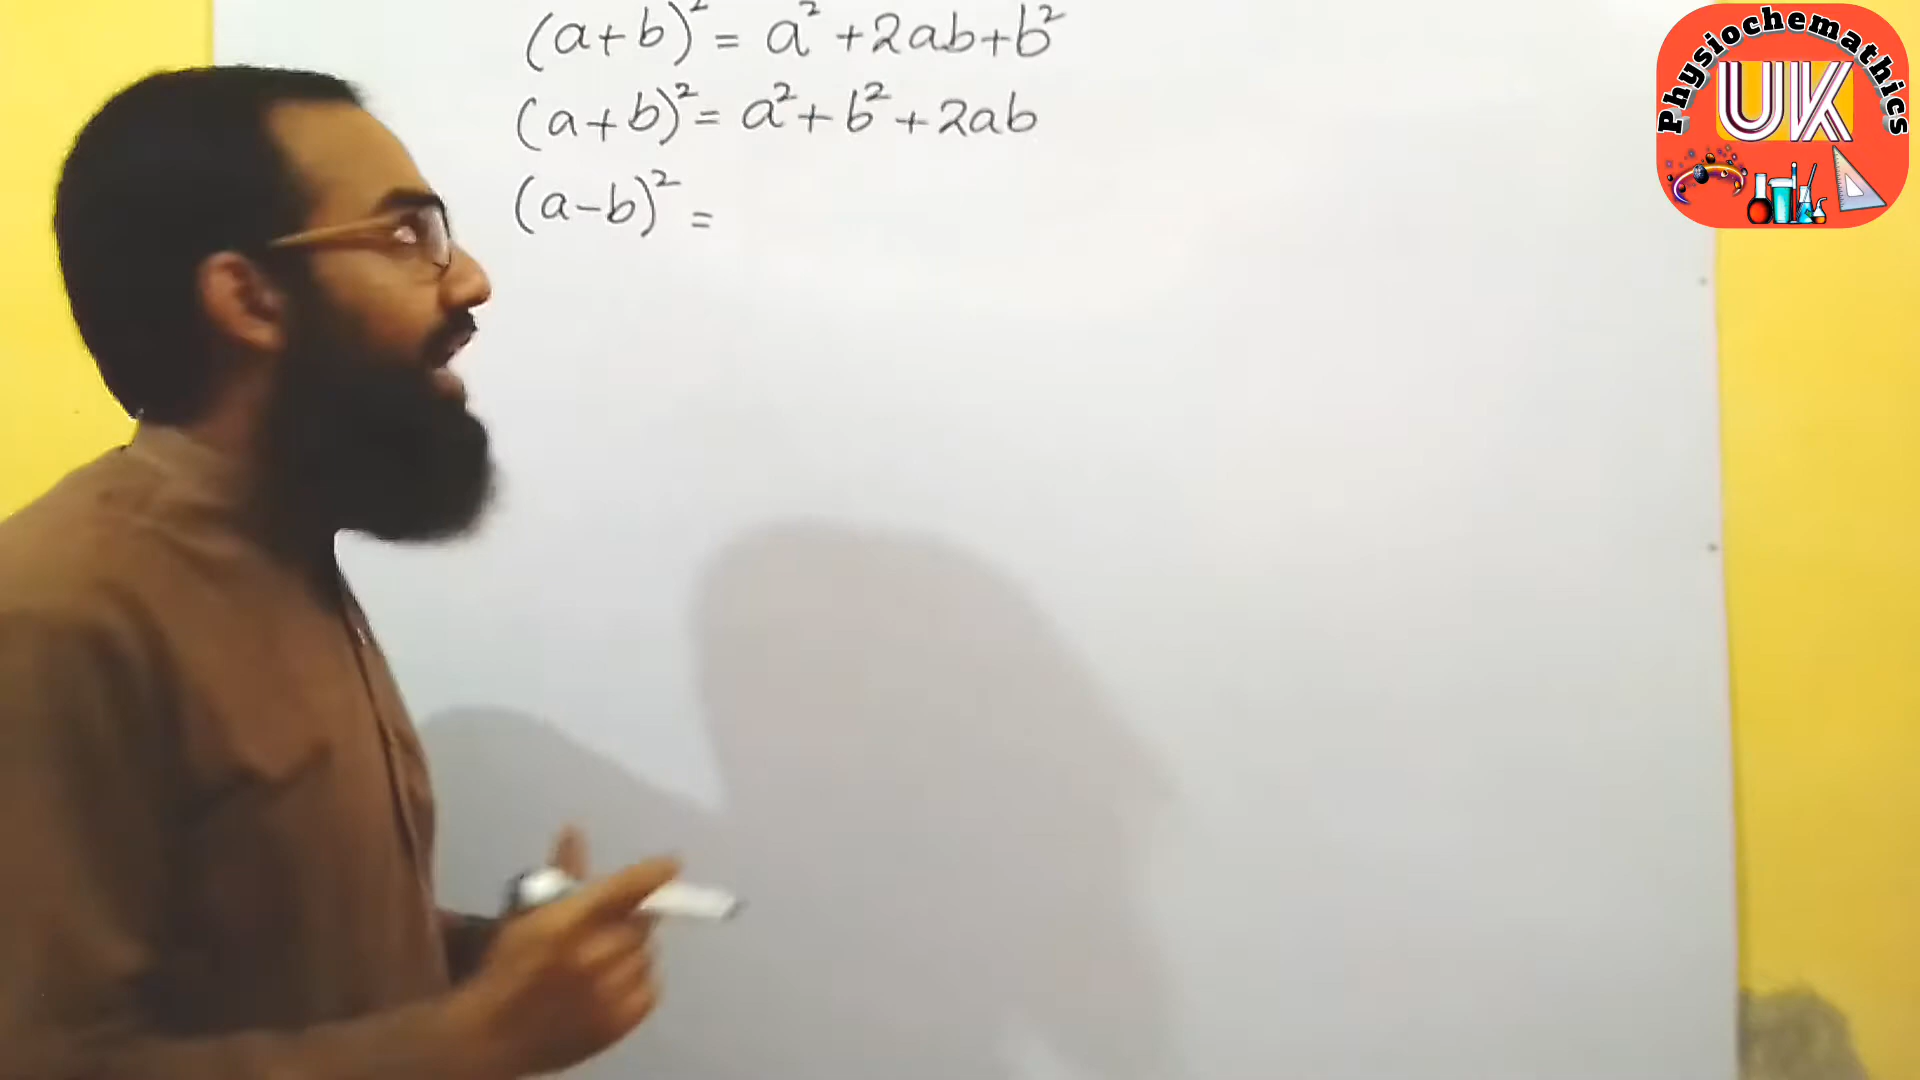 (a+b)² = a² +2ab+b²
(a+b)² = a²+b²+2ab
(a-b)² =
Physiochemathics
UK